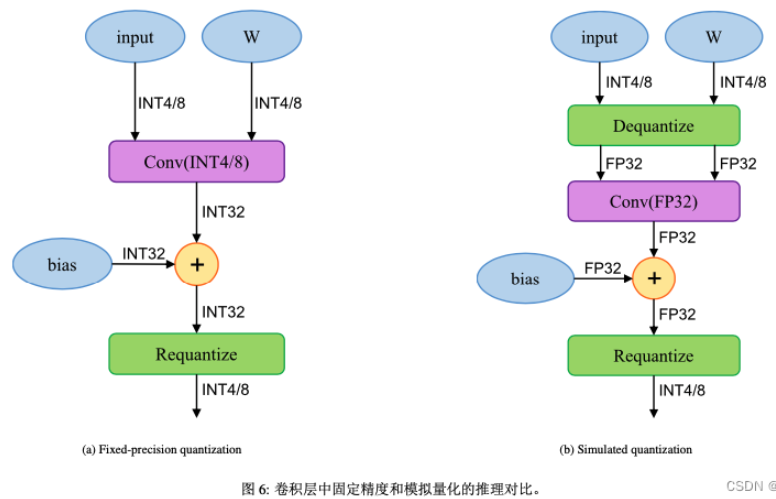 input W
INT4/8 INT4/8
Conv(INT4/8)
INT32
bias INT32 +
INT32
Requantize
INT4/8
(a) Fixed-precision quantization
input W
INT4/8 INT4/8
Dequantize
FP32 FP32
Conv(FP32)
FP32
bias FP32 +
FP32
Requantize
INT4/8
(b) Simulated quantization
图 6: 卷积层中固定精度和模拟量化的推理对比。
CSDN @